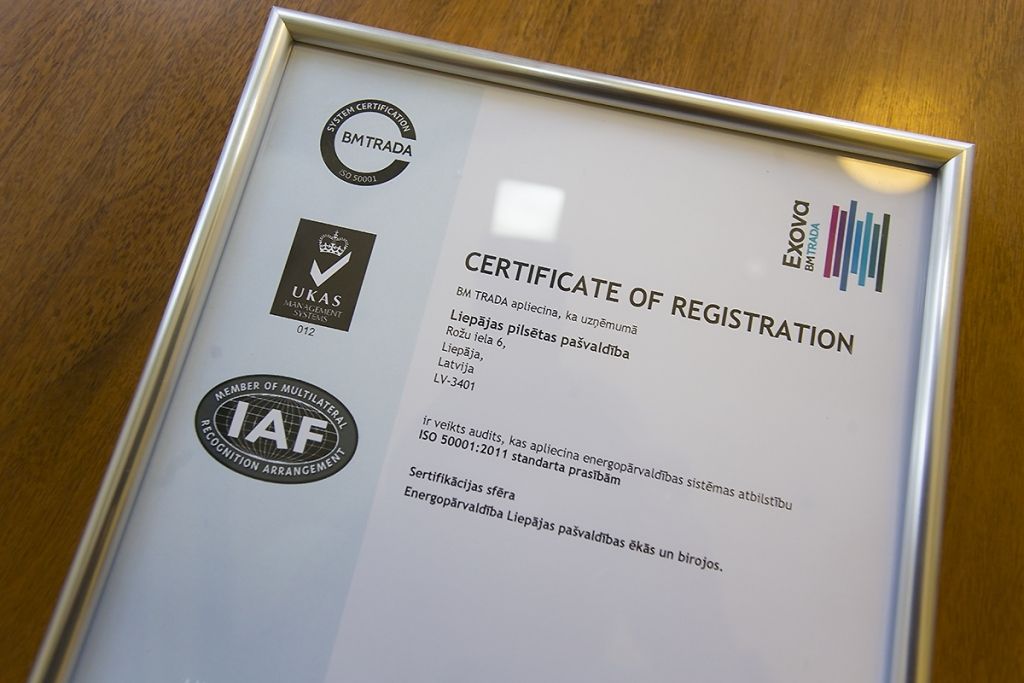 SYSTEM CERTIFICATION
BMTRADA
ISO 50001
UKAS
MANAGEMENT
SYSTEMS
012
MEMBER OF MULTILATERAL
IAF
RECOGNITION ARRANGEMENT
Exova
BMTRADA
CERTIFICATE OF REGISTRATION
BM TRADA apliecina, ka uzņēmumā
Liepājas pilsētas pašvaldība
Rožu iela 6,
Liepāja,
Latvija
LV-3401
ir veikts audits, kas apliecina energopārvaldības sistēmas atbilstību
ISO 50001:2011 standarta prasībām
Sertifikācijas sfēra
Energopārvaldība Liepājas pašvaldības ēkās un birojos.